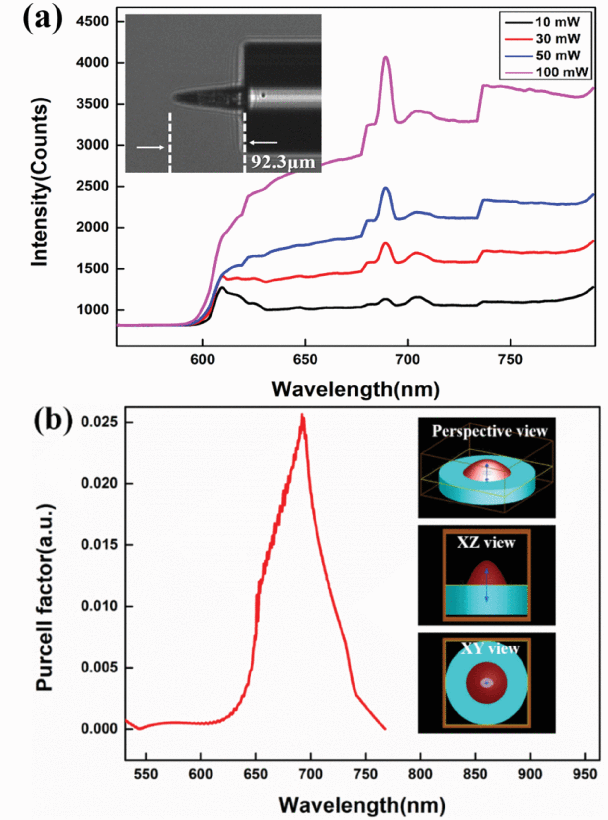 (a)
4500
4000
3500
3000
2500
2000
1500
1000
Intensity(Counts)
92.3μm
10 mW
30 mW
50 mW
100 mW
600
650
700
750
Wavelength(nm)
(b)
0.025
0.020
0.015
0.010
0.005
0.000
Purcell factor(a.u.)
Perspective view
XZ view
XY view
550
600
650
700
750
800
850
900
950
Wavelength(nm)